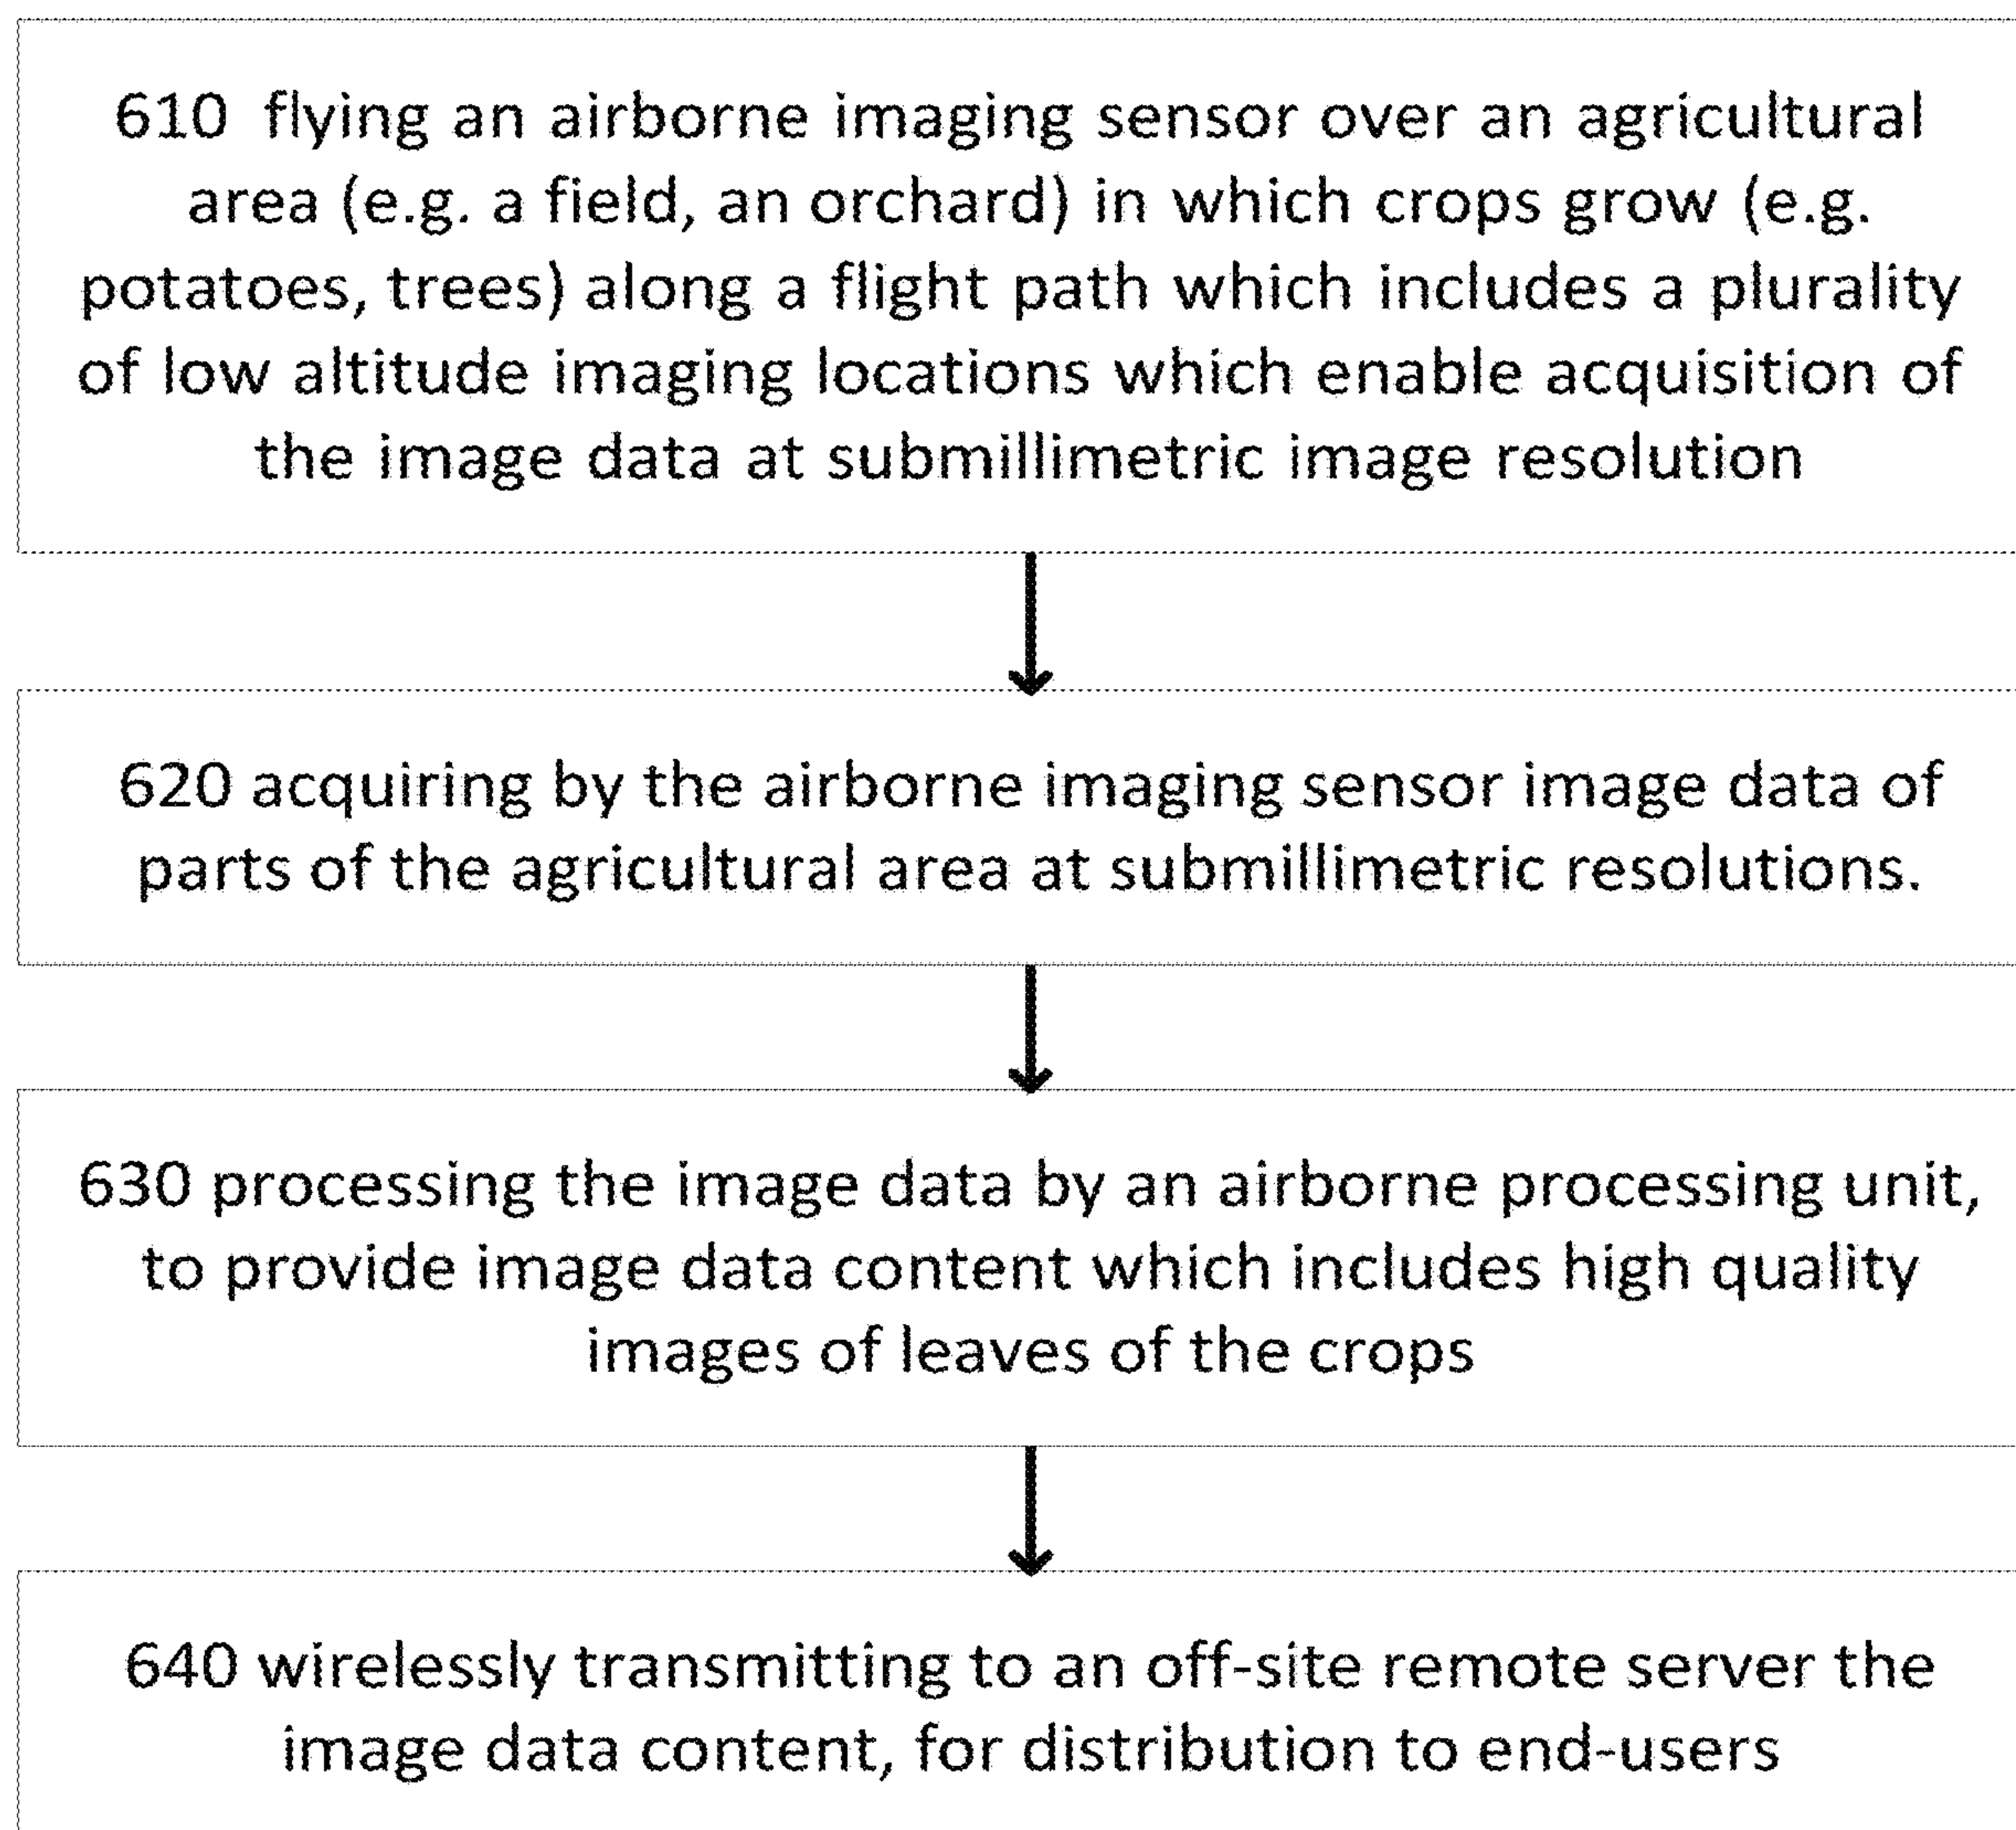 610 flying an airborne imaging sensor over an agricultural
area (e.g. a field, an orchard) in which crops grow (e.g.
potatoes, trees) along a flight path which includes a plurality
of low altitude imaging locations which enable acquisition of
the image data at submillimetric image resolution
620 acquiring by the airborne imaging sensor image data of
parts of the agricultural area at submillimetric resolutions.
630 processing the image data by an airborne processing unit,
to provide image data content which includes high quality
images of leaves of the crops
640 wirelessly transmitting to an off-site remote server the
image data content, for distribution to end-users